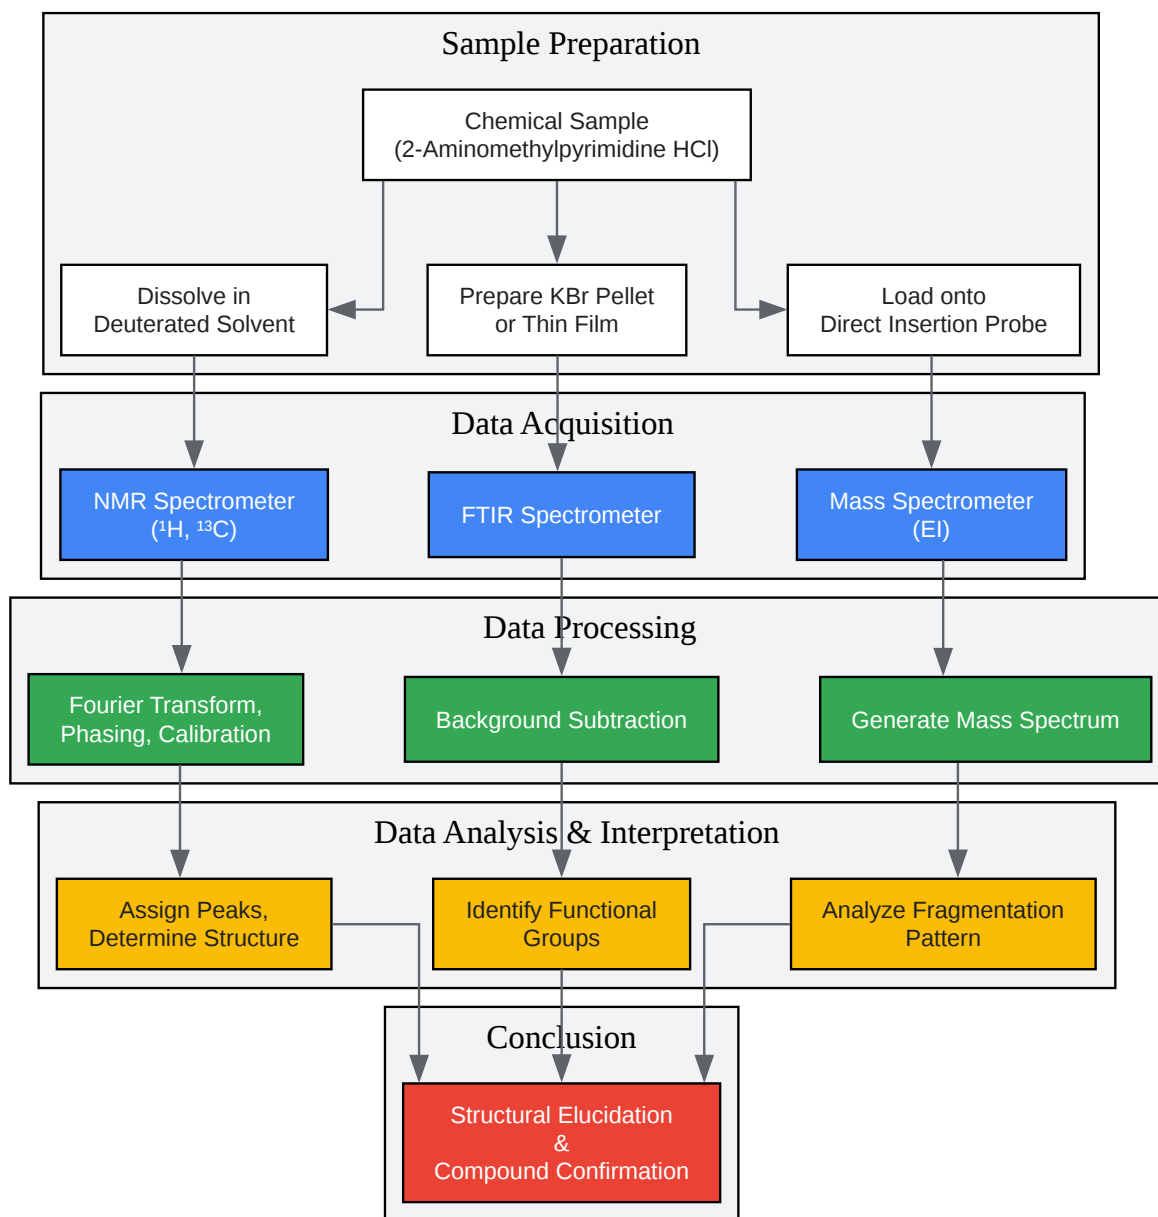 Sample Preparation
Chemical Sample
(2-Aminomethylpyrimidine HCl)
Dissolve in
Deuterated Solvent
Prepare KBr Pellet
or Thin Film
Load onto
Direct Insertion Probe
Data Acquisition
NMR Spectrometer
(¹H, ¹³C)
FTIR Spectrometer
Mass Spectrometer
(EI)
Data Processing
Fourier Transform,
Phasing, Calibration
Background Subtraction
Generate Mass Spectrum
Data Analysis & Interpretation
Assign Peaks,
Determine Structure
Identify Functional
Groups
Analyze Fragmentation
Pattern
Conclusion
Structural Elucidation
&
Compound Confirmation